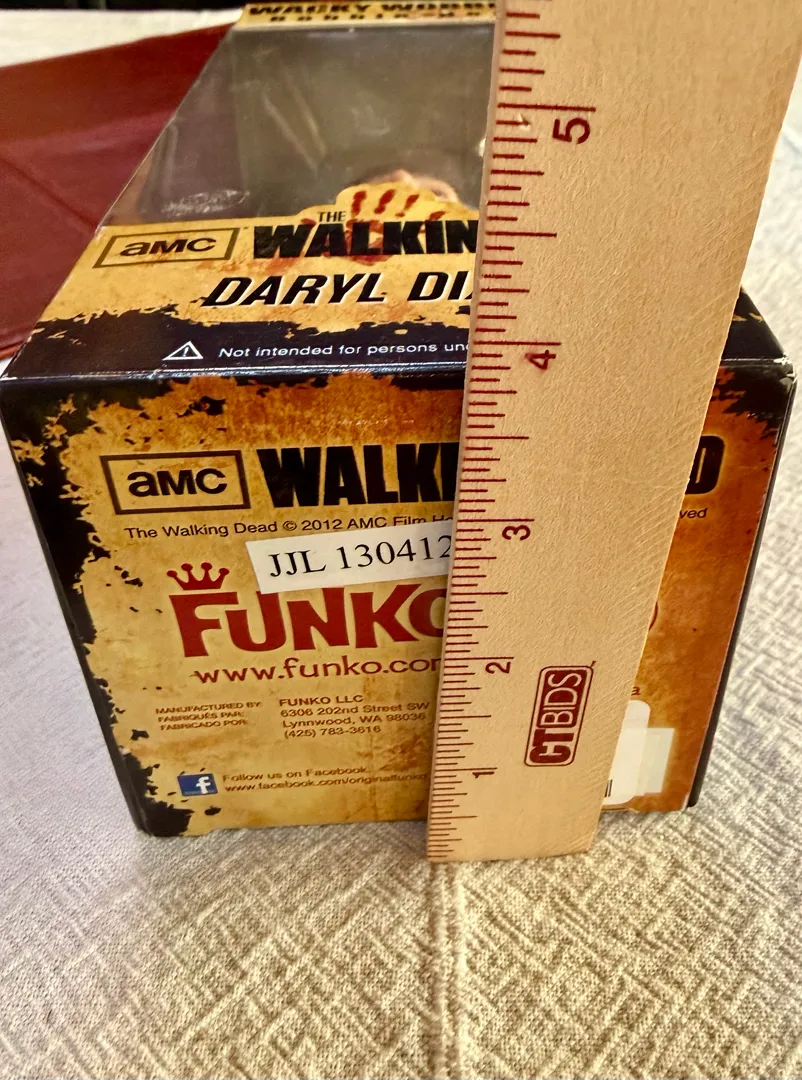 WACKY WOBB
5
THE
amc WALKIN
DARYL DI
4
Not intended for persons un
amc WALK D
The Walking Dead © 2012 AMC Film H ved
3
JJL 130412
FUNKO
www.funko.co
2
CTBIDS
MANUFACTURED BY:
FABRIQUÉS PAR:
FABRICADO POR:
FUNKO LLC
6306 202nd Street SW
Lynnwood, WA 98036
(425) 783-3616
a
1
Follow us on Facebook
www.facebook.com/originalfunko